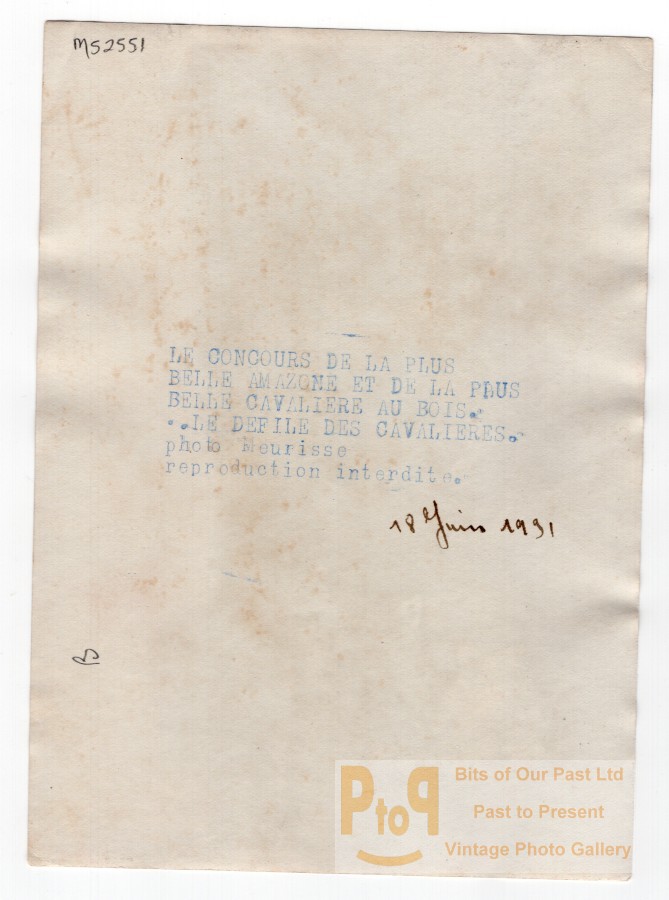 MS2551
LE CONCOURS DE LA PLUS
BELLE AMAZONE ET DE LA PLUS
BELLE CAVALIERE AU BOIS.
..LE DEFILE DES CAVALIERES.
photo Meurisse
reproduction interdite.
18 Juin 1931
B
PtoP
Bits of Our Past Ltd
Past to Present
Vintage Photo Gallery